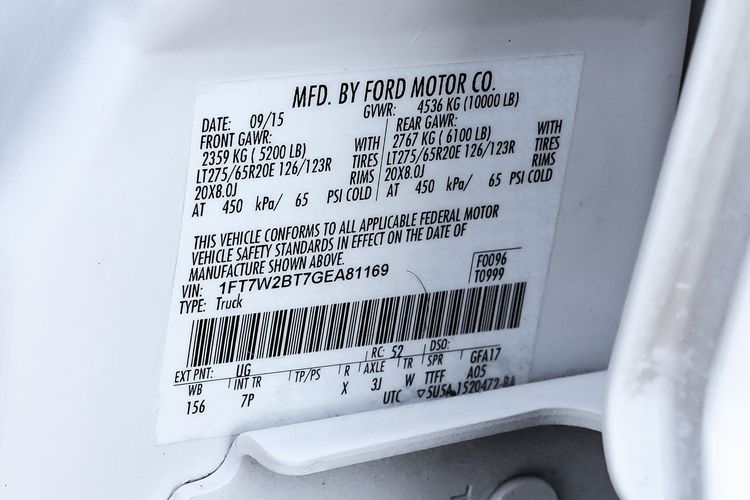 MFD. BY FORD MOTOR CO.
DATE: 09/15 GVWR: 4536 KG (10000 LB)
FRONT GAWR: REAR GAWR:
2359 KG ( 5200 LB) WITH 2767 KG ( 6100 LB) WITH
LT275/65R20E 126/123R TIRES LT275/65R20E 126/123R TIRES
20X8.0J RIMS 20X8.0J RIMS
AT 450 kPa/ 65 PSI COLD AT 450 kPa/ 65 PSI COLD
THIS VEHICLE CONFORMS TO ALL APPLICABLE FEDERAL MOTOR
VEHICLE SAFETY STANDARDS IN EFFECT ON THE DATE OF
MANUFACTURE SHOWN ABOVE.
VIN: 1FT7W2BT7GEA81169 F0096
TYPE: Truck T0999
EXT PNT: UG RC: 52 DSO:
WB INT TR TP/PS R AXLE TR SPR GFA17
156 7P X 3J W TTFF A05
UTC ▽5U5A 1520472-BA